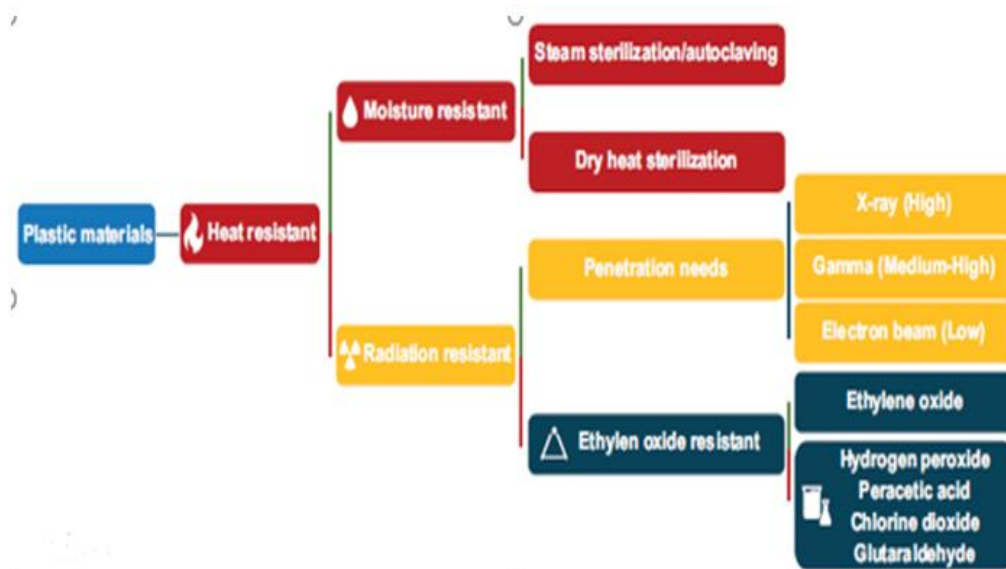 Plastic materials
Heat resistant
Moisture resistant
Steam sterilization/autoclaving
Dry heat sterilization
Radiation resistant
Penetration needs
X-ray (High)
Gamma (Medium-High)
Electron beam (Low)
Ethylen oxide resistant
Ethylene oxide
Hydrogen peroxide
Peracetic acid
Chlorine dioxide
Glutaraldehyde